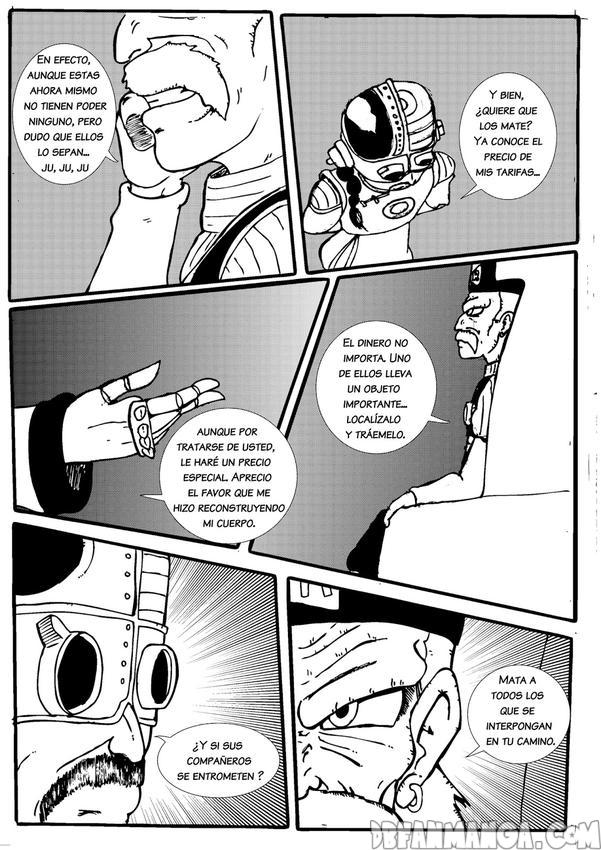 EN EFECTO,
AUNQUE ESTAS
AHORA MISMO
NO TIENEN PODER
NINGUNO, PERO
DUDO QUE ELLOS
LO SEPAN...
JU, JU, JU
Y BIEN,
¿QUIERE QUE
LOS MATE?
YA CONOCE EL
PRECIO DE
MIS TARIFAS...
AUNQUE POR
TRATARSE DE USTED,
LE HARÉ UN PRECIO
ESPECIAL. APRECIO
EL FAVOR QUE ME
HIZO RECONSTRUYENDO
MI CUERPO.
EL DINERO NO
IMPORTA. UNO
DE ELLOS LLEVA
UN OBJETO
IMPORTANTE...
LOCALÍZALO
Y TRÁEMELO.
¿Y SI SUS
COMPAÑEROS
SE ENTROMETEN ?
MATA A
TODOS LOS
QUE SE
INTERPONGAN
EN TU CAMINO.
DBFANMANGA.COM